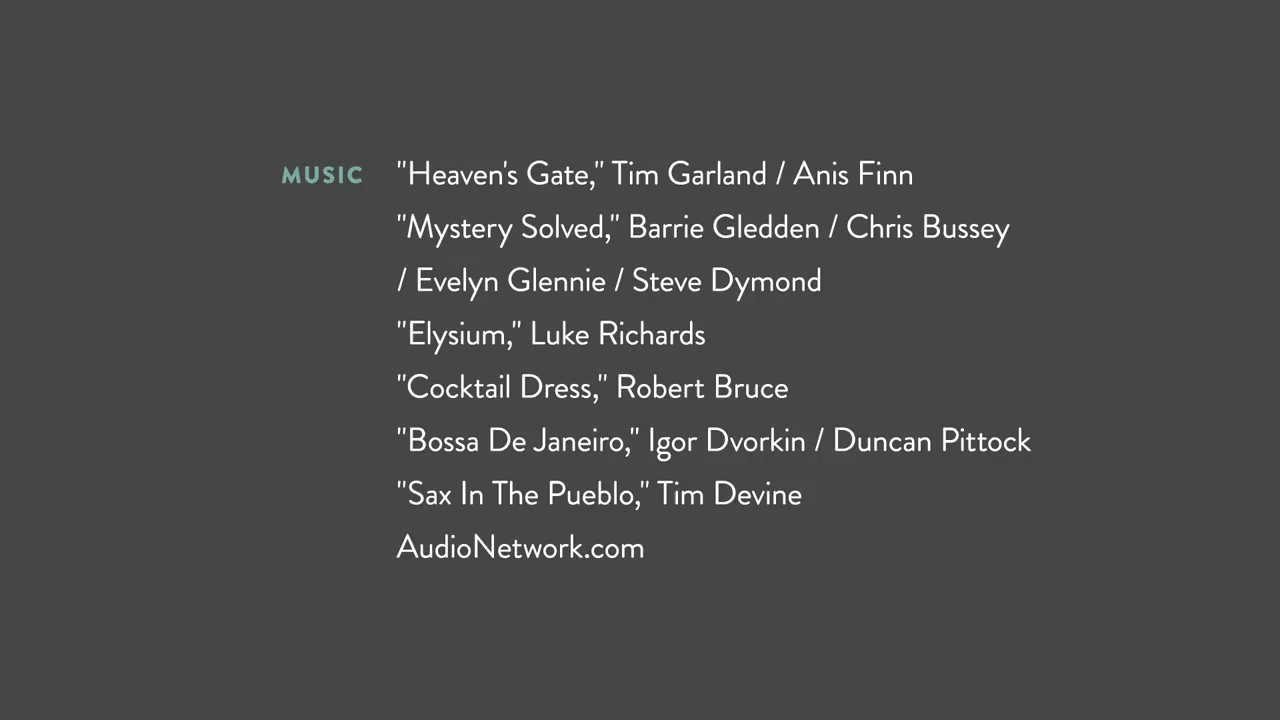 MUSIC "Heaven's Gate," Tim Garland / Anis Finn
"Mystery Solved," Barrie Gledden / Chris Bussey
/ Evelyn Glennie / Steve Dymond
"Elysium," Luke Richards
"Cocktail Dress," Robert Bruce
"Bossa De Janeiro," Igor Dvorkin / Duncan Pittock
"Sax In The Pueblo," Tim Devine
AudioNetwork.com